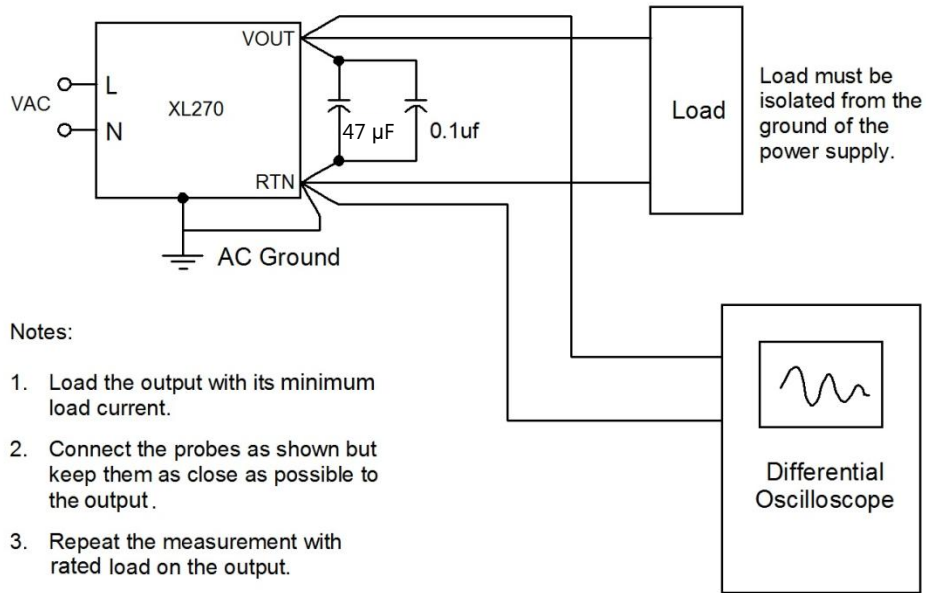 VOUT
L
VAC
XL270
N
47 µF
0.1uf
RTN
AC Ground
Load
Load must be
isolated from the
ground of the
power supply.
Notes:
1. Load the output with its minimum
load current.
2. Connect the probes as shown but
keep them as close as possible to
the output.
3. Repeat the measurement with
rated load on the output.
Differential
Oscilloscope